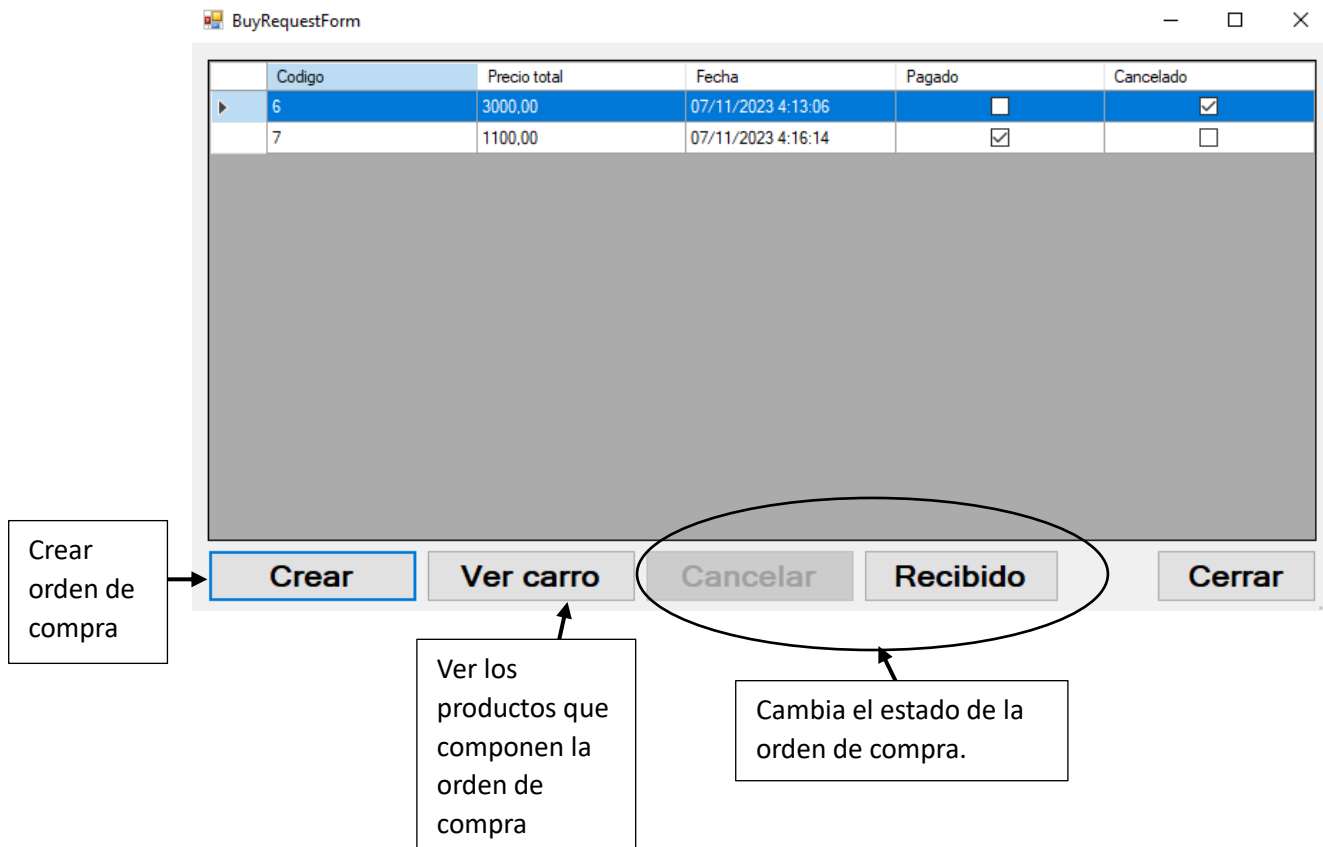 BuyRequestForm
Codigo Precio total Fecha Pagado Cancelado
6 3000,00 07/11/2023 4:13:06
7 1100,00 07/11/2023 4:16:14
Crear Ver carro Cancelar Recibido Cerrar
Crear
orden de
compra
Ver los
productos que
componen la
orden de
compra
Cambia el estado de la
orden de compra.